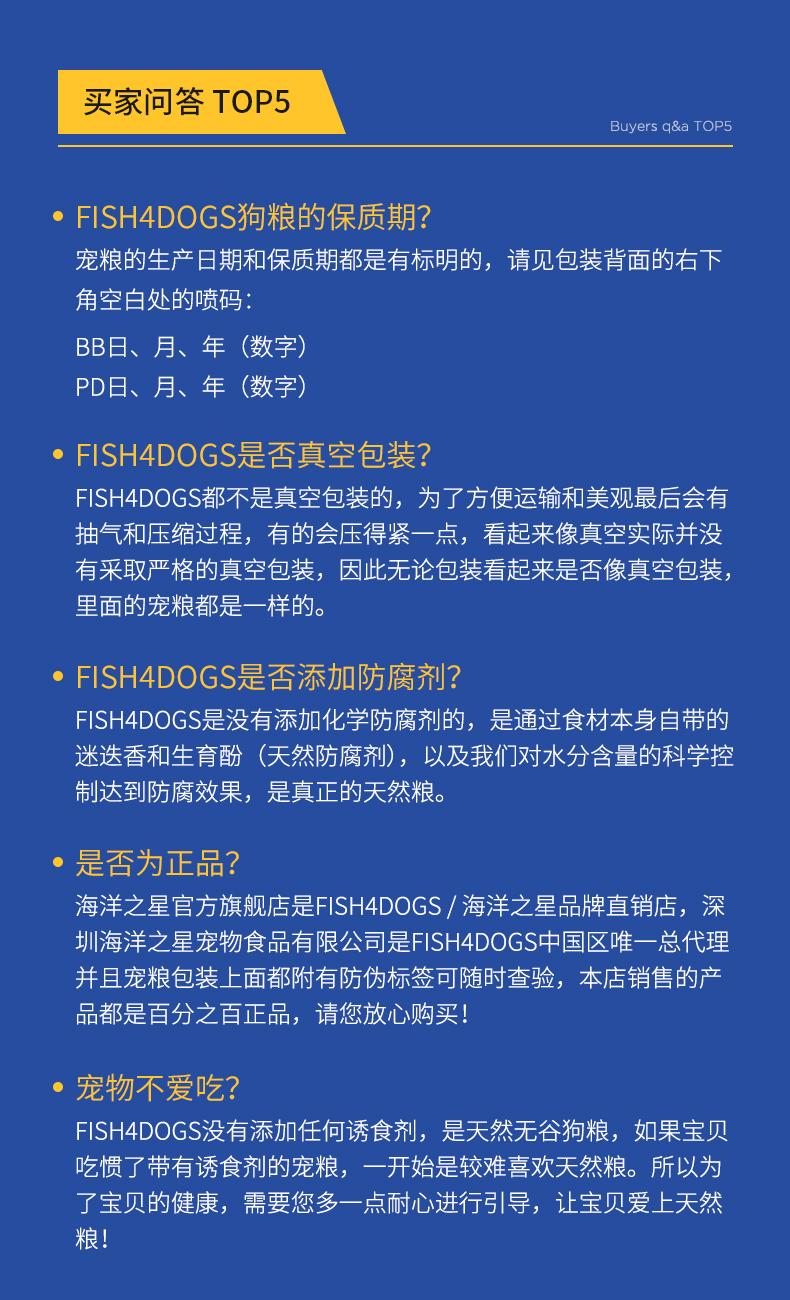 买家问答 TOP5
Buyers q&a TOP5
FISH4DOGS狗粮的保质期？
宠粮的生产日期和保质期都是有标明的，请见包装背面的右下
角空白处的喷码：
BB日、月、年（数字）
PD日、月、年（数字）
FISH4DOGS是否真空包装？
FISH4DOGS都不是真空包装的，为了方便运输和美观最后会有
抽气和压缩过程，有的会压得紧一点，看起来像真空实际并没
有采取严格的真空包装，因此无论包装看起来是否像真空包装，
里面的宠粮都是一样的。
FISH4DOGS是否添加防腐剂？
FISH4DOGS是没有添加化学防腐剂的，是通过食材本身自带的
迷迭香和生育酚（天然防腐剂），以及我们对水分含量的科学控
制达到防腐效果，是真正的天然粮。
是否为正品？
海洋之星官方旗舰店是FISH4DOGS / 海洋之星品牌直销店，深
圳海洋之星宠物食品有限公司是FISH4DOGS中国区唯一总代理
并且宠粮包装上面都附有防伪标签可随时查验，本店销售的产
品都是百分之百正品，请您放心购买！
宠物不爱吃？
FISH4DOGS没有添加任何诱食剂，是天然无谷狗粮，如果宝贝
吃惯了带有诱食剂的宠粮，一开始是较难喜欢天然粮。所以为
了宝贝的健康，需要您多一点耐心进行引导，让宝贝爱上天然
粮！